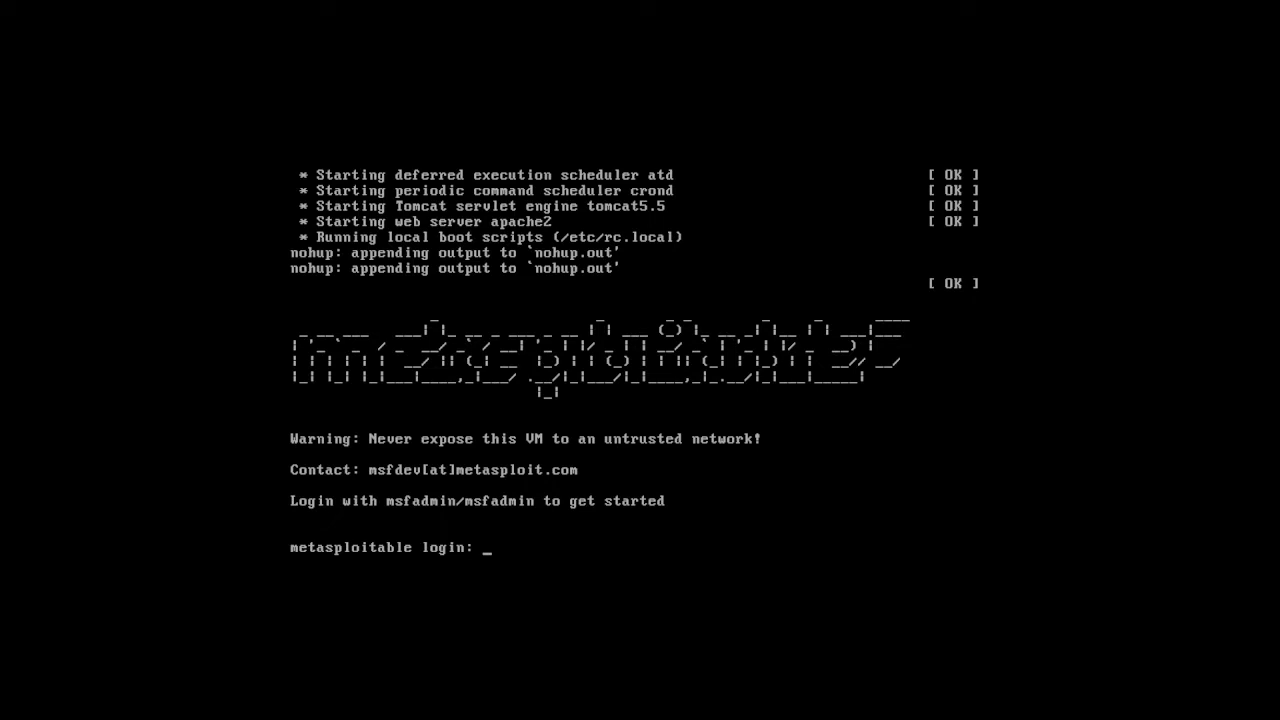 * Starting deferred execution scheduler atd [ OK ]
* Starting periodic command scheduler crond [ OK ]
* Starting Tomcat servlet engine tomcat5.5 [ OK ]
* Starting web server apache2 [ OK ]
* Running local boot scripts (/etc/rc.local)
nohup: appending output to `nohup.out'
nohup: appending output to `nohup.out'
[ OK ]
metasploitable2
Warning: Never expose this VM to an untrusted network!
Contact: msfdev[at]metasploit.com
Login with msfadmin/msfadmin to get started
metasploitable login: _